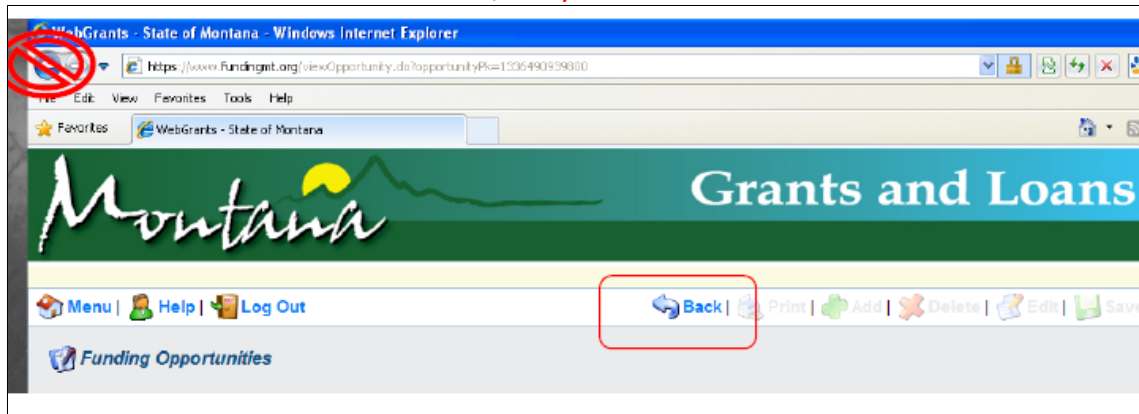 WebGrants - State of Montana - Windows Internet Explorer
https://www.fundingmt.org/viewOpportunity.do?opportunityPk=1336490939800
File Edit View Favorites Tools Help
Favorites WebGrants - State of Montana
Montana Grants and Loans
Menu | Help | Log Out Back | Print | Add | Delete | Edit | Save
Funding Opportunities